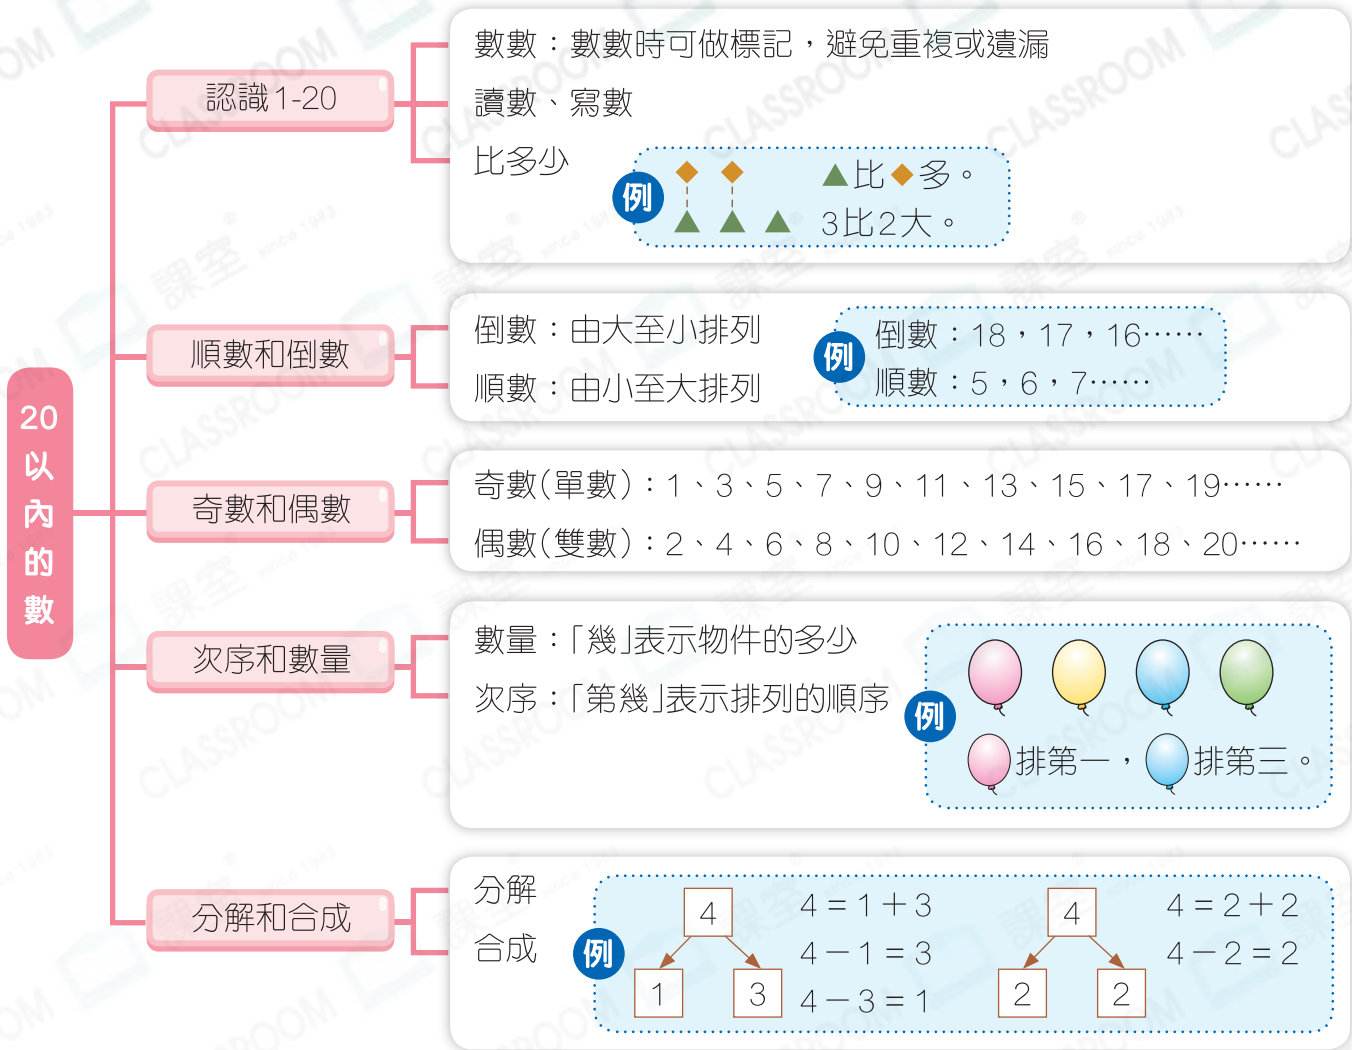 20以內的數
認識1-20
數數：數數時可做標記，避免重複或遺漏
讀數、寫數
比多少
例
▲比◆多。
3比2大。
順數和倒數
倒數：由大至小排列
順數：由小至大排列
例
倒數：18，17，16……
順數：5，6，7……
奇數和偶數
奇數(單數)：1、3、5、7、9、11、13、15、17、19……
偶數(雙數)：2、4、6、8、10、12、14、16、18、20……
次序和數量
數量：「幾」表示物件的多少
次序：「第幾」表示排列的順序
例
排第一，排第三。
分解和合成
分解
合成
例
4
1 3
4＝1＋3
4－1＝3
4－3＝1
4
2 2
4＝2＋2
4－2＝2
CLASSROOM
課室
since 1983